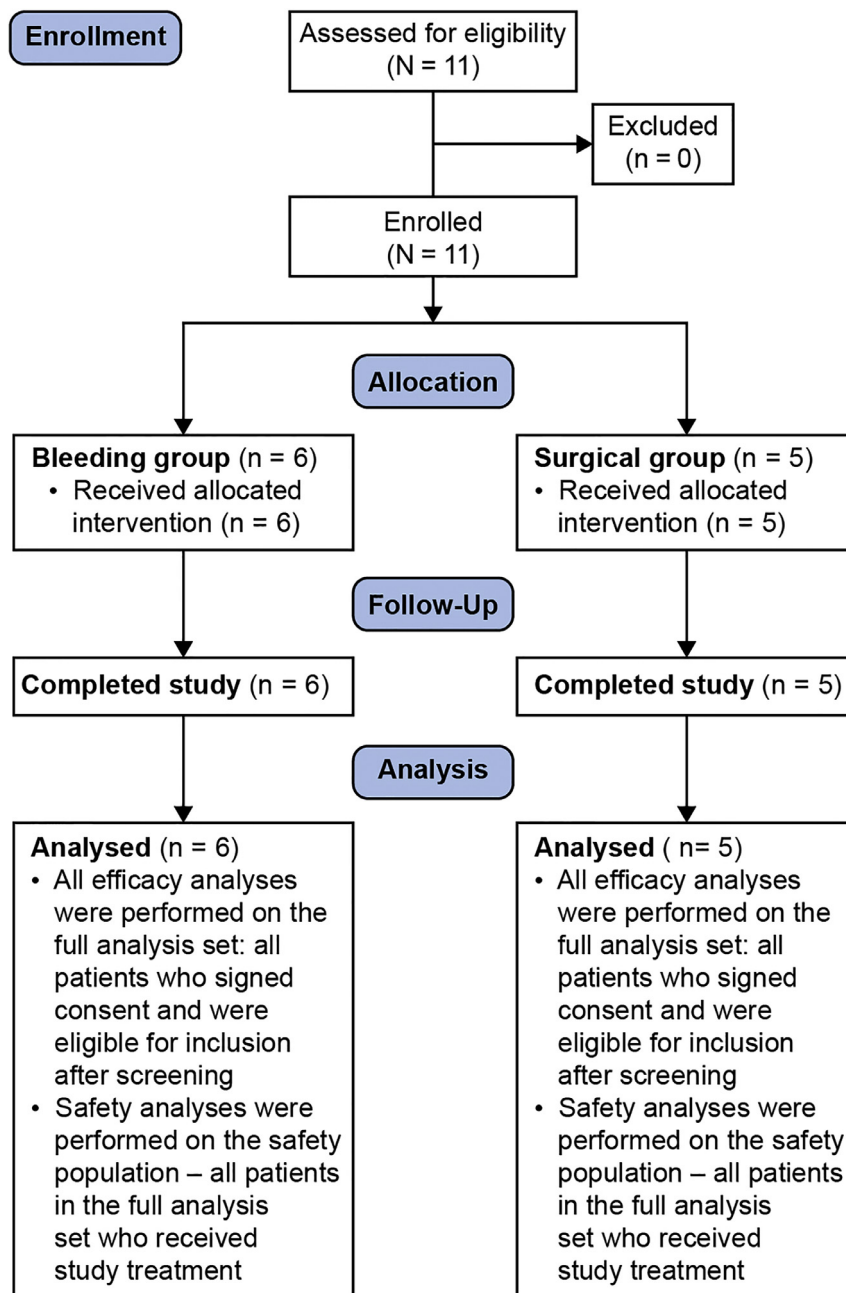 Enrollment
Assessed for eligibility
(N = 11)
Excluded
(n = 0)
Enrolled
(N = 11)
Allocation
Bleeding group (n = 6)
• Received allocated
intervention (n = 6)
Surgical group (n = 5)
• Received allocated
intervention (n = 5)
Follow-Up
Completed study (n = 6)
Completed study (n = 5)
Analysis
Analysed (n = 6)
• All efficacy analyses
were performed on the
full analysis set: all
patients who signed
consent and were
eligible for inclusion
after screening
• Safety analyses were
performed on the safety
population – all patients
in the full analysis
set who received
study treatment
Analysed ( n= 5)
• All efficacy analyses
were performed on the
full analysis set: all
patients who signed
consent and were
eligible for inclusion
after screening
• Safety analyses were
performed on the safety
population – all patients
in the full analysis
set who received
study treatment